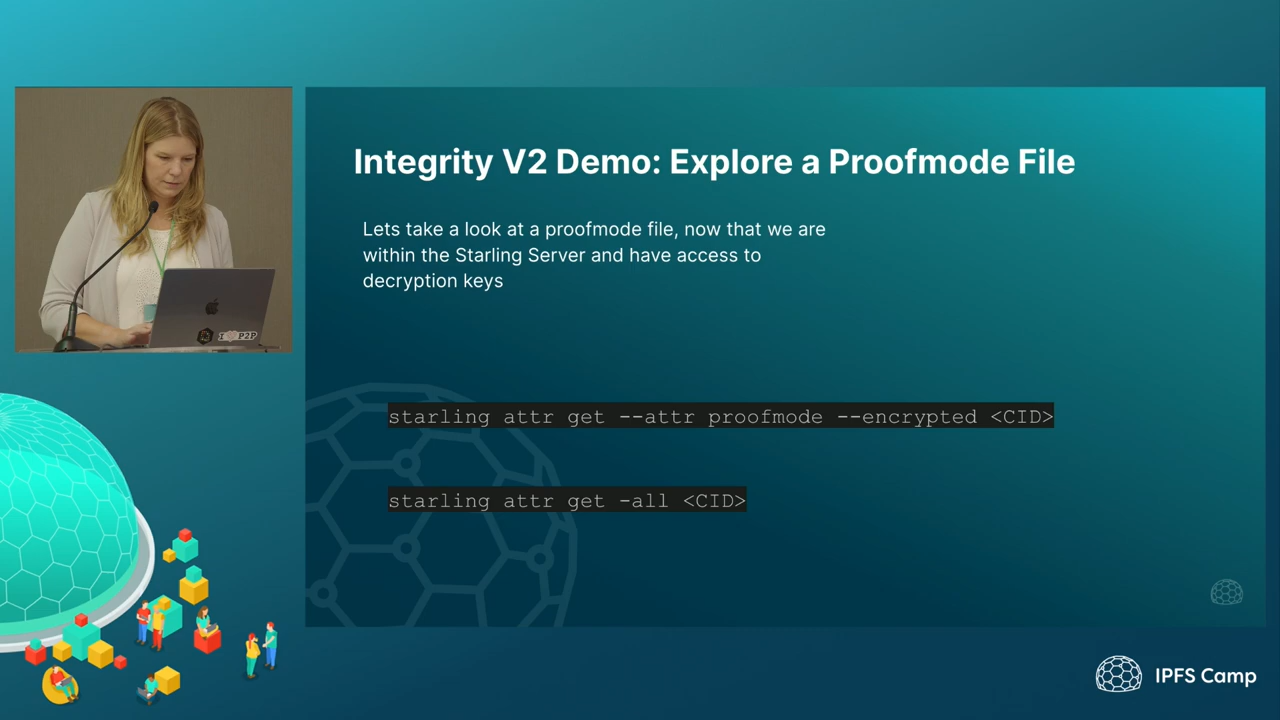 Integrity V2 Demo: Explore a Proofmode File
Lets take a look at a proofmode file, now that we are
within the Starling Server and have access to
decryption keys
starling attr get --attr proofmode --encrypted <CID>
starling attr get -all <CID>
I P2P
IPFS Camp